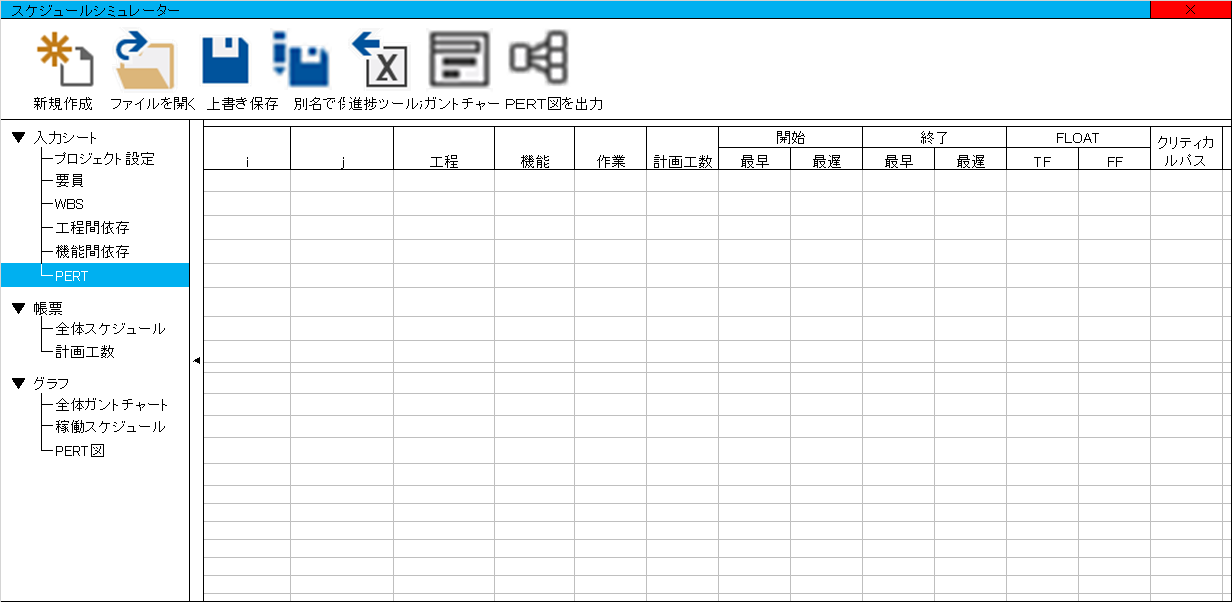 スケジュールシミュレーター
新規作成 ファイルを開く 上書き保存 別名で 進捗ツール ガントチャー PERT図を出力
▼ 入力シート
プロジェクト設定
要員
WBS
工程間依存
機能間依存
PERT
▼ 帳票
全体スケジュール
計画工数
▼ グラフ
全体ガントチャート
稼働スケジュール
PERT図
開始 終了 FLOAT クリティカ
i j 工程 機能 作業 計画工数 最早 最遅 最早 最遅 TF FF ルパス